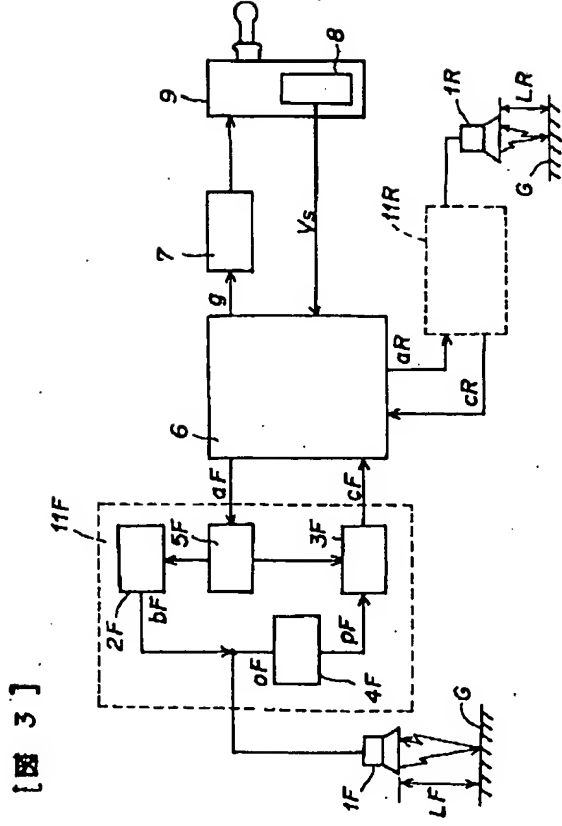 [図 3]
11F
2F
bF
5F
aF
6
g
7
9
8
Vs
oF
4F
pF
3F
cF
aR
cR
11R
1R
LR
G
1F
LF
G